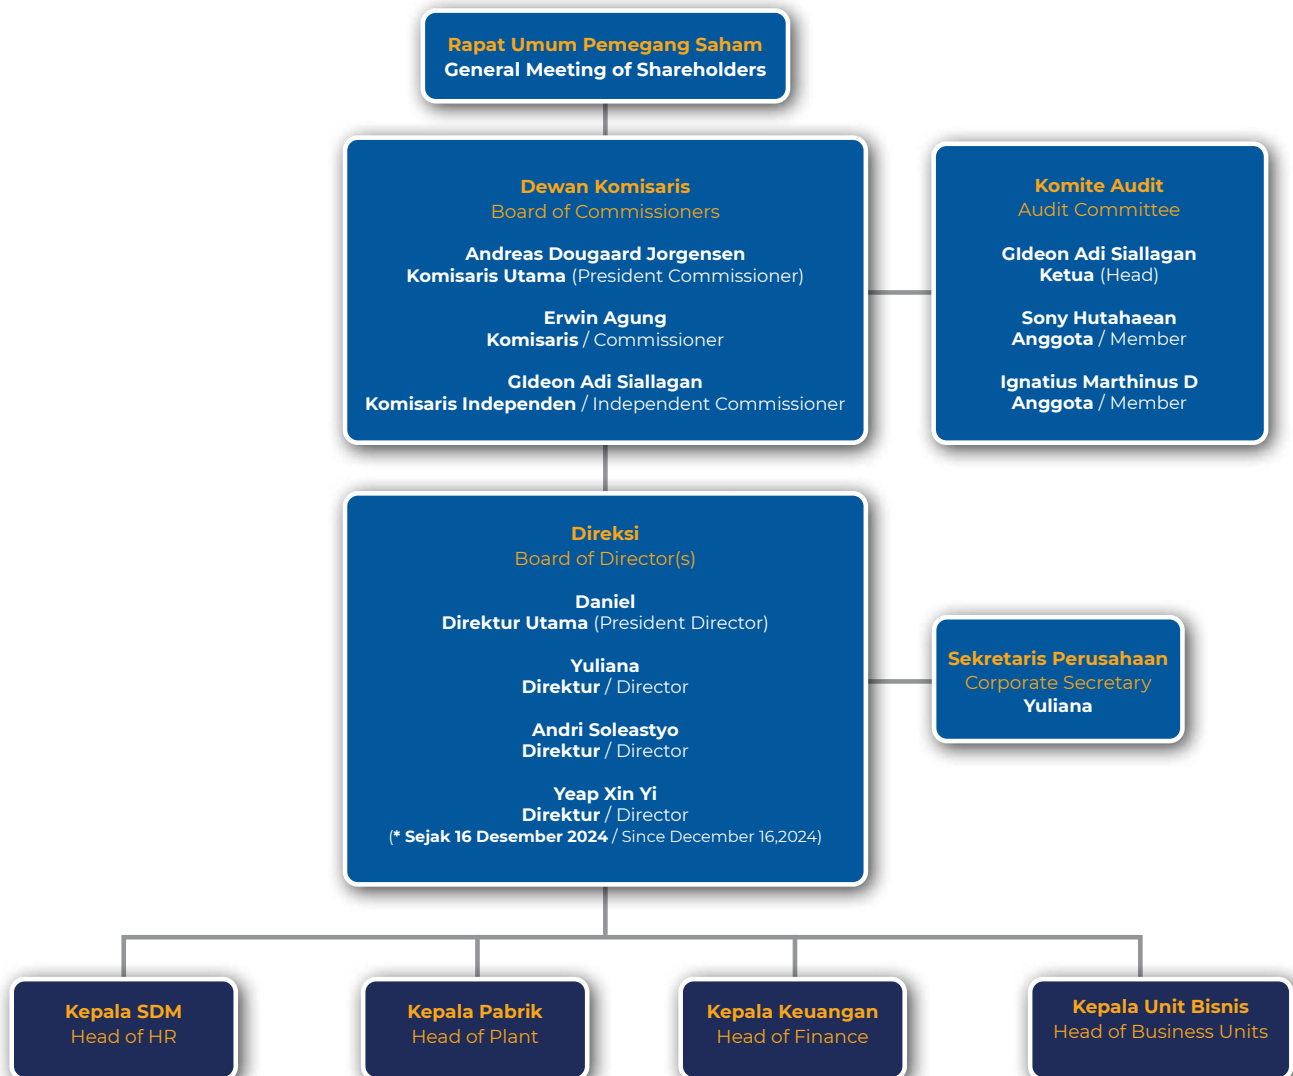 Rapat Umum Pemegang Saham
General Meeting of Shareholders
Dewan Komisaris
Board of Commissioners
Andreas Dougaard Jorgensen
Komisaris Utama (President Commissioner)
Erwin Agung
Komisaris / Commissioner
GIdeon Adi Siallagan
Komisaris Independen / Independent Commissioner
Komite Audit
Audit Committee
GIdeon Adi Siallagan
Ketua (Head)
Sony Hutahaean
Anggota / Member
Ignatius Marthinus D
Anggota / Member
Direksi
Board of Director(s)
Daniel
Direktur Utama (President Director)
Yuliana
Direktur / Director
Andri Soleastyo
Direktur / Director
Yeap Xin Yi
Direktur / Director
(* Sejak 16 Desember 2024 / Since December 16,2024)
Sekretaris Perusahaan
Corporate Secretary
Yuliana
Kepala SDM
Head of HR
Kepala Pabrik
Head of Plant
Kepala Keuangan
Head of Finance
Kepala Unit Bisnis
Head of Business Units